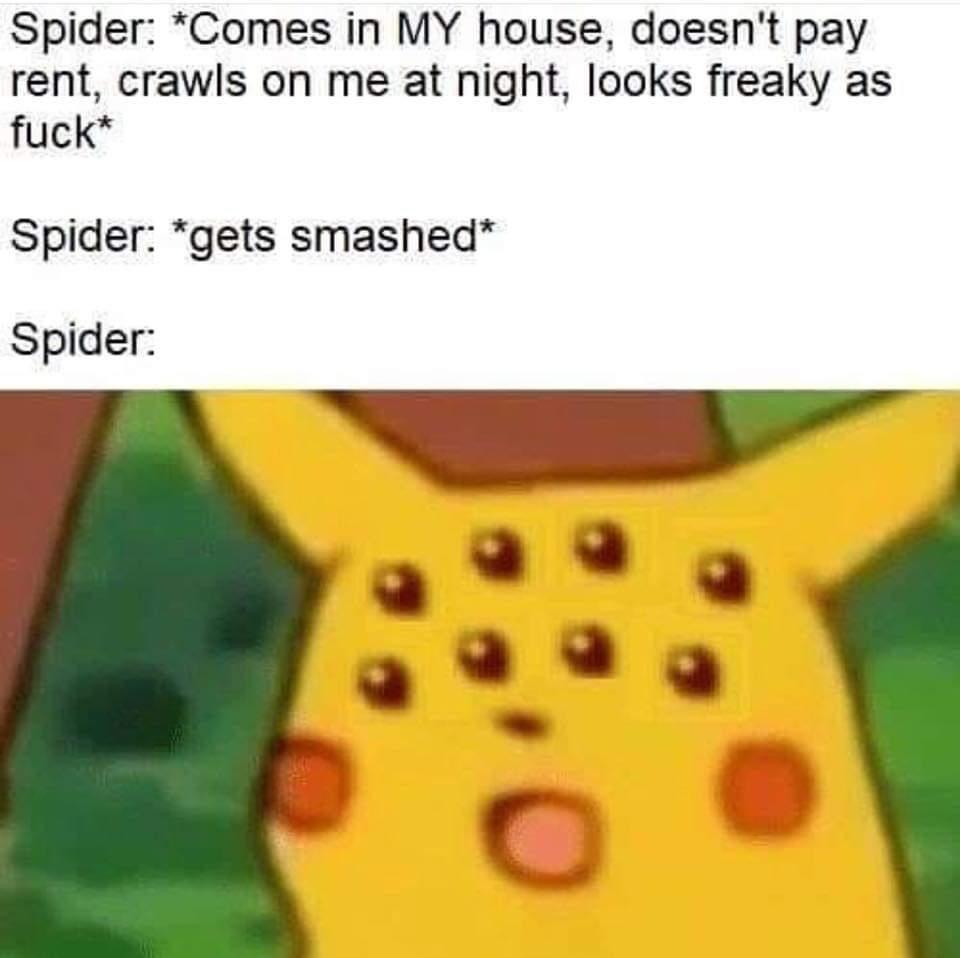 Spider: *Comes in MY house, doesn't pay
rent, crawls on me at night, looks freaky as
fuck*
Spider: *gets smashed*
Spider: